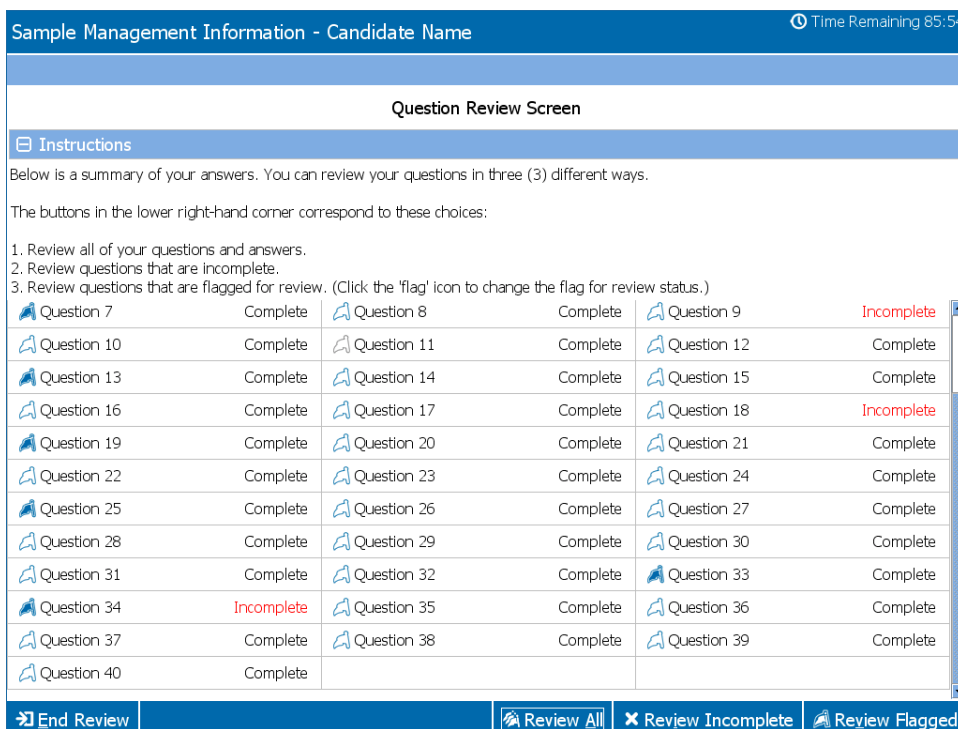 Sample Management Information - Candidate Name
Time Remaining 85:54
Question Review Screen
Instructions
Below is a summary of your answers. You can review your questions in three (3) different ways.
The buttons in the lower right-hand corner correspond to these choices:
1. Review all of your questions and answers.
2. Review questions that are incomplete.
3. Review questions that are flagged for review. (Click the 'flag' icon to change the flag for review status.)
Question 7 Complete Question 8 Complete Question 9 Incomplete
Question 10 Complete Question 11 Complete Question 12 Complete
Question 13 Complete Question 14 Complete Question 15 Complete
Question 16 Complete Question 17 Complete Question 18 Incomplete
Question 19 Complete Question 20 Complete Question 21 Complete
Question 22 Complete Question 23 Complete Question 24 Complete
Question 25 Complete Question 26 Complete Question 27 Complete
Question 28 Complete Question 29 Complete Question 30 Complete
Question 31 Complete Question 32 Complete Question 33 Complete
Question 34 Incomplete Question 35 Complete Question 36 Complete
Question 37 Complete Question 38 Complete Question 39 Complete
Question 40 Complete
End Review Review All Review Incomplete Review Flagged